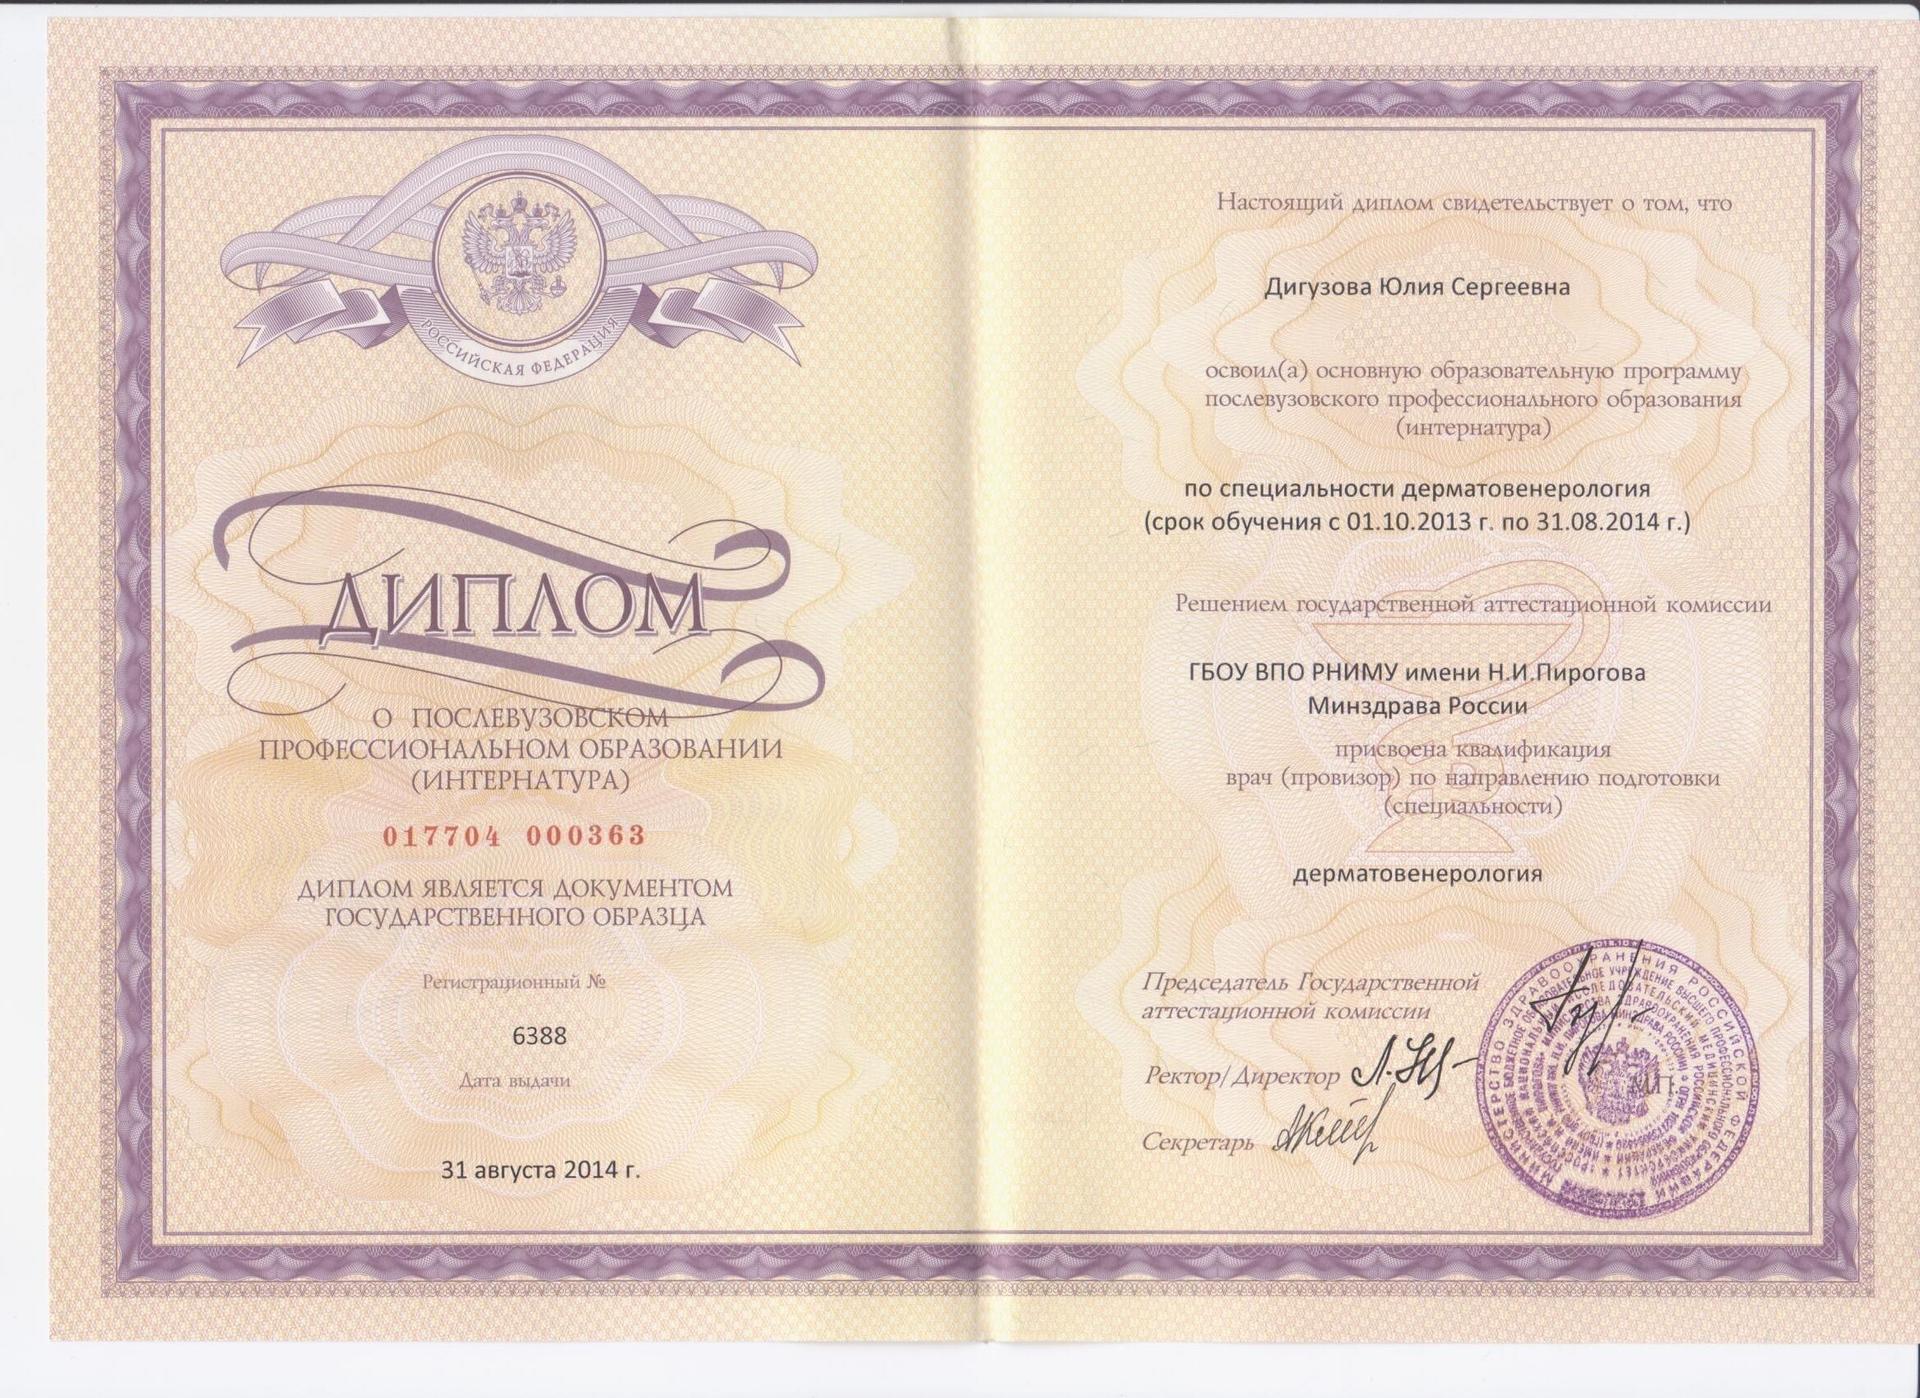 РОССИЙСКАЯ ФЕДЕРАЦИЯ
ДИПЛОМ
О ПОСЛЕВУЗОВСКОМ
ПРОФЕССИОНАЛЬНОМ ОБРАЗОВАНИИ
(ИНТЕРНАТУРА)
017704 000363
ДИПЛОМ ЯВЛЯЕТСЯ ДОКУМЕНТОМ
ГОСУДАРСТВЕННОГО ОБРАЗЦА
Регистрационный №
6388
Дата выдачи
31 августа 2014 г.
Настоящий диплом свидетельствует о том, что
Дигузова Юлия Сергеевна
освоил(а) основную образовательную программу
послевузовского профессионального образования
(интернатура)
по специальности дерматовенерология
(срок обучения с 01.10.2013 г. по 31.08.2014 г.)
Решением государственной аттестационной комиссии
ГБОУ ВПО РНИМУ имени Н.И.Пирогова
Минздрава России
присвоена квалификация
врач (провизор) по направлению подготовки
(специальности)
дерматовенерология
Председатель Государственной
аттестационной комиссии
Ректор/Директор
Секретарь
М.П.
МИНИСТЕРСТВО ЗДРАВООХРАНЕНИЯ РОССИЙСКОЙ ФЕДЕРАЦИИ